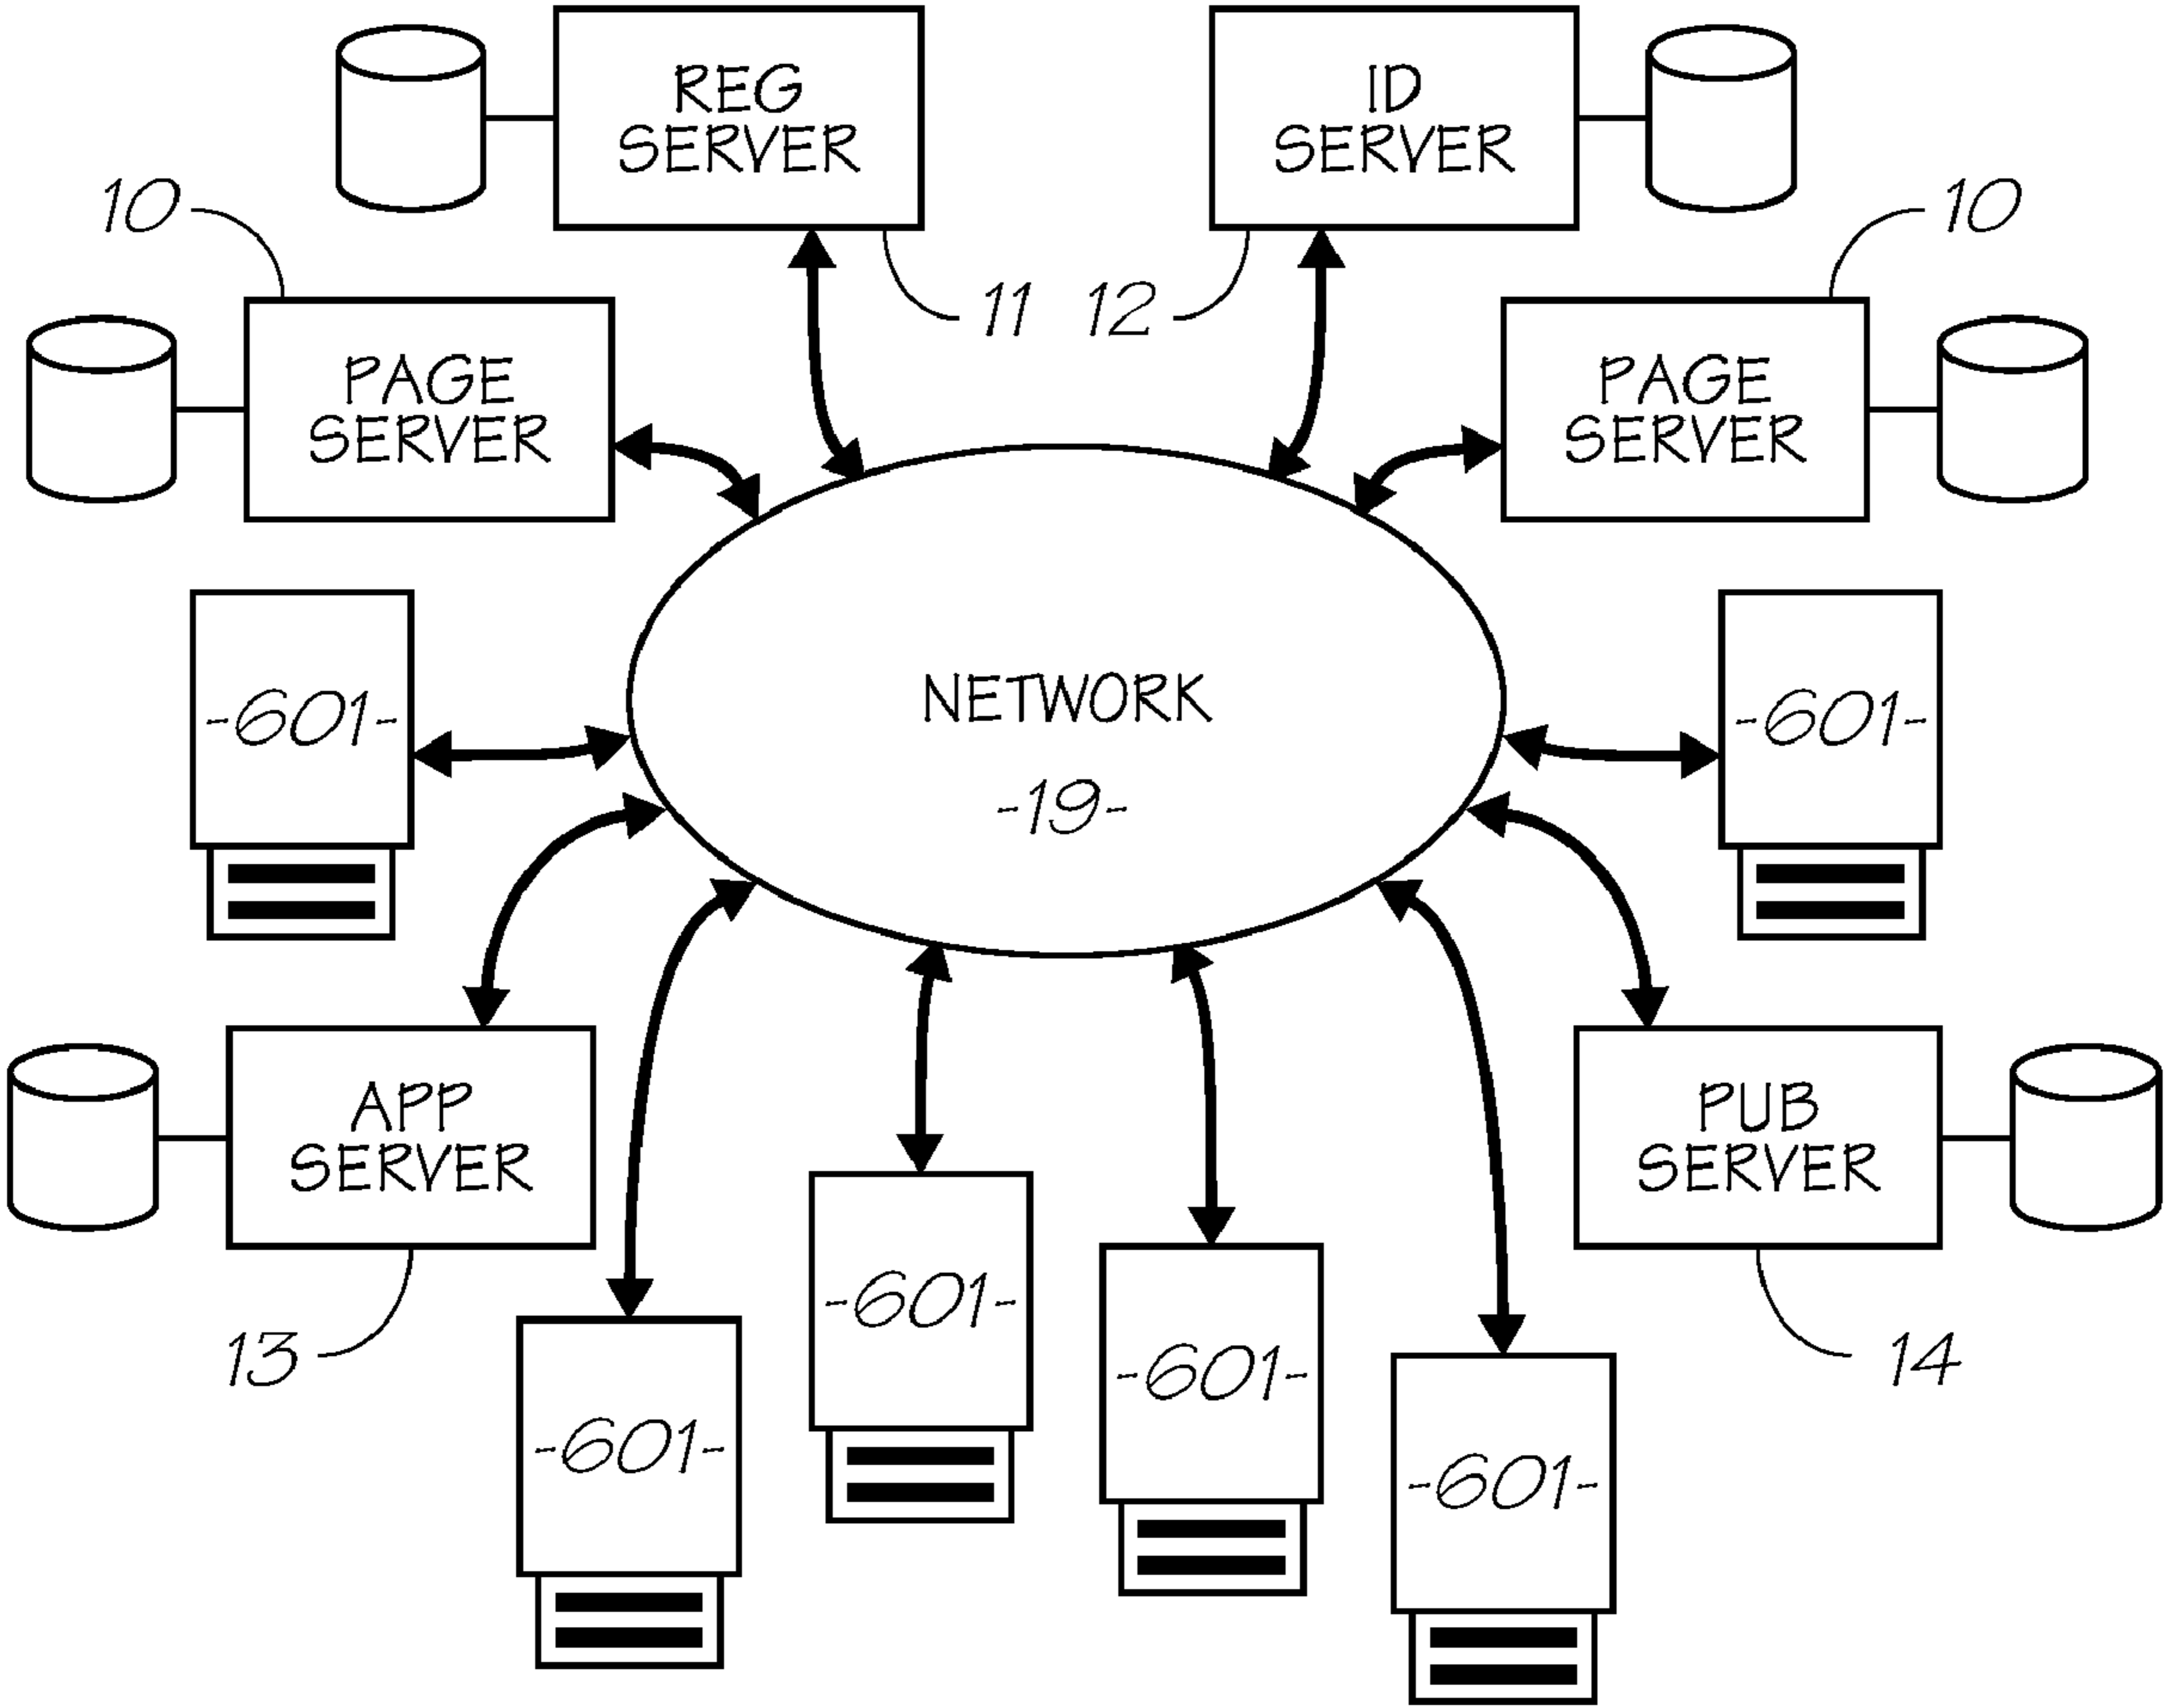 REG
SERVER
ID
SERVER
10
10
11
12
PAGE
SERVER
PAGE
SERVER
-601-
NETWORK
-19-
-601-
APP
SERVER
PUB
SERVER
13
14
-601-
-601-
-601-
-601-